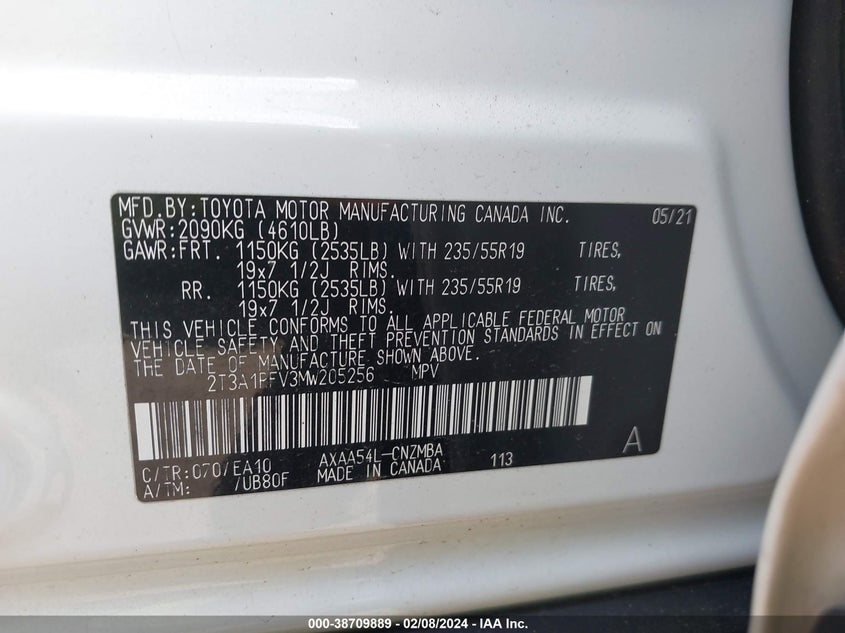 MFD.BY:TOYOTA MOTOR MANUFACTURING CANADA INC. 05/21
GVWR:2090KG (4610LB)
GAWR:FRT. 1150KG (2535LB) WITH 235/55R19 TIRES,
19x7 1/2J RIMS.
RR. 1150KG (2535LB) WITH 235/55R19 TIRES,
19x7 1/2J RIMS.
THIS VEHICLE CONFORMS TO ALL APPLICABLE FEDERAL MOTOR
VEHICLE SAFETY AND THEFT PREVENTION STANDARDS IN EFFECT ON
THE DATE OF MANUFACTURE SHOWN ABOVE.
2T3A1RFV3MW205256 MPV
A
C/TR:070/EA10 AXAA54L-CNZMBA
A/TM: /UB80F MADE IN CANADA 113
000-38709889 - 02/08/2024 - IAA Inc.